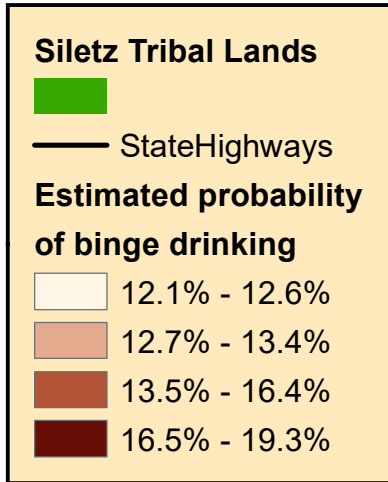 Siletz Tribal Lands
StateHighways
Estimated probability
of binge drinking
12.1% - 12.6%
12.7% - 13.4%
13.5% - 16.4%
16.5% - 19.3%